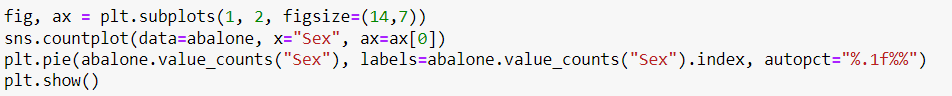 fig, ax = plt.subplots(1, 2, figsize=(14,7))
sns.countplot(data=abalone, x="Sex", ax=ax[0])
plt.pie(abalone.value_counts("Sex"), labels=abalone.value_counts("Sex").index, autopct="%.1f%%")
plt.show()